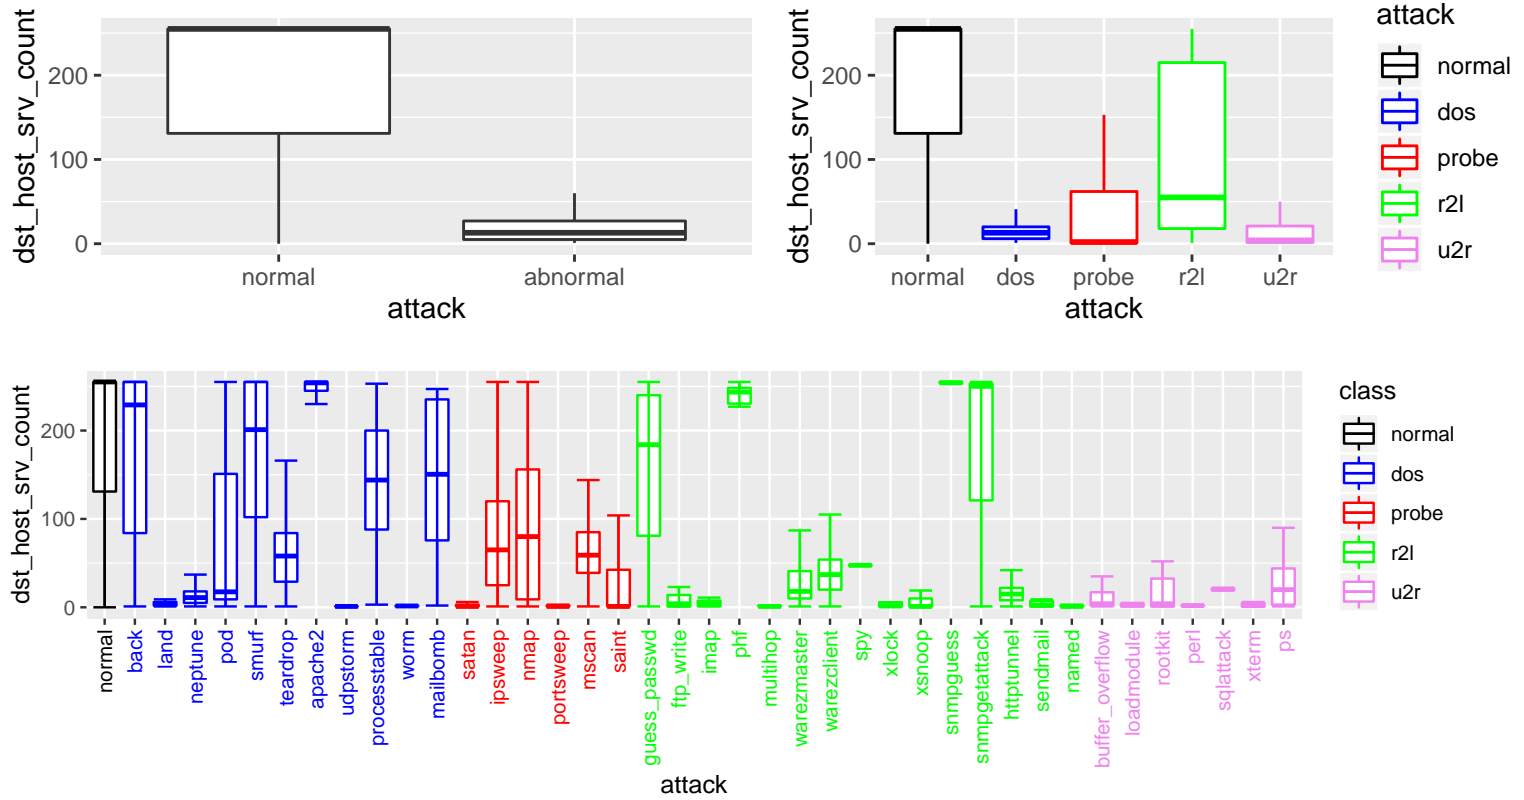 dst_host_srv_count
200
100
0
normal
abnormal
attack
dst_host_srv_count
200
100
0
normal
dos
probe
r2l
u2r
attack
attack
normal
dos
probe
r2l
u2r
dst_host_srv_count
200
100
0
normal
back
land
neptune
pod
smurf
teardrop
apache2
udpstorm
processtable
worm
mailbomb
satan
ipsweep
nmap
portsweep
mscan
saint
guess_passwd
ftp_write
imap
phf
multihop
warezmaster
warezclient
spy
xlock
xsnoop
snmpguess
snmpgetattack
httptunnel
sendmail
named
buffer_overflow
loadmodule
rootkit
perl
sqlattack
xterm
ps
attack
class
normal
dos
probe
r2l
u2r